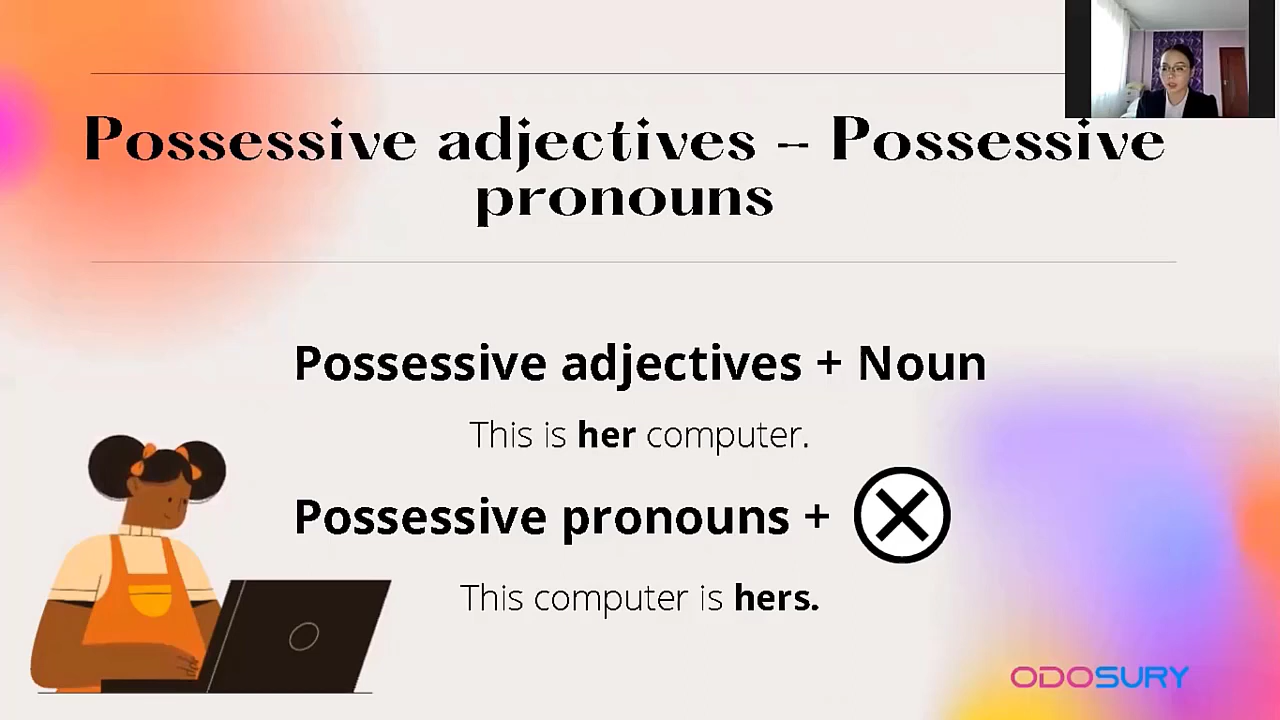 Possessive adjectives - Possessive
pronouns
Possessive adjectives + Noun
This is her computer.
Possessive pronouns +
This computer is hers.
ODOSURY